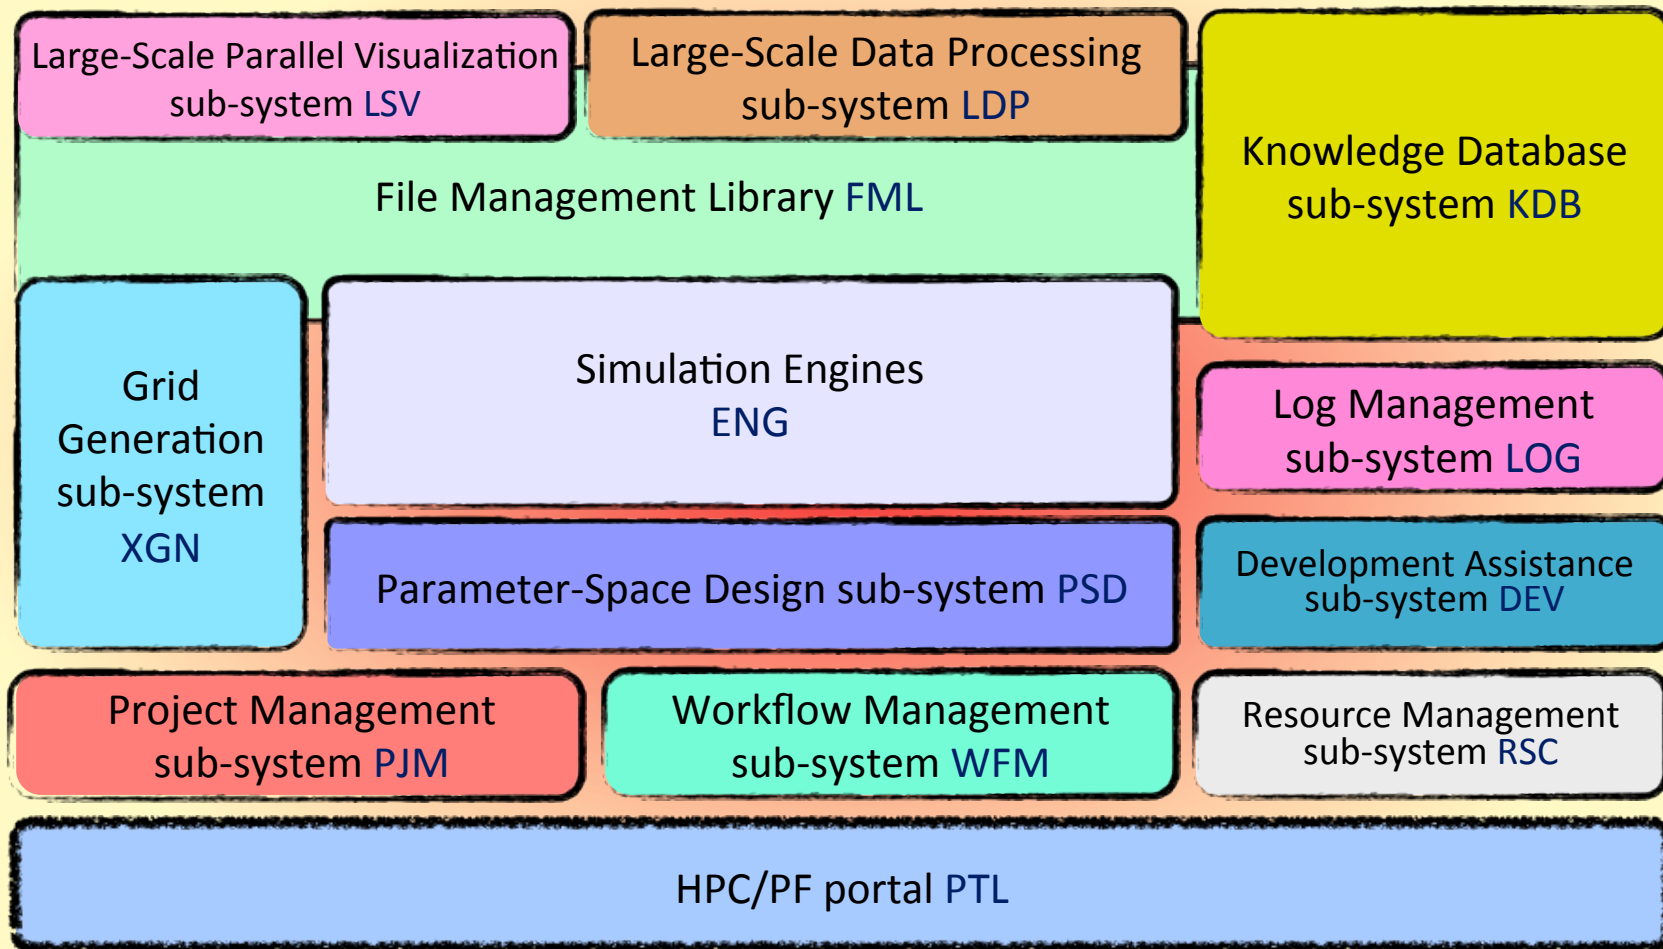 Large-Scale Parallel Visualization
sub-system LSV
Large-Scale Data Processing
sub-system LDP
Knowledge Database
sub-system KDB
File Management Library FML
Grid
Generation
sub-system
XGN
Simulation Engines
ENG
Log Management
sub-system LOG
Parameter-Space Design sub-system PSD
Development Assistance
sub-system DEV
Project Management
sub-system PJM
Workflow Management
sub-system WFM
Resource Management
sub-system RSC
HPC/PF portal PTL